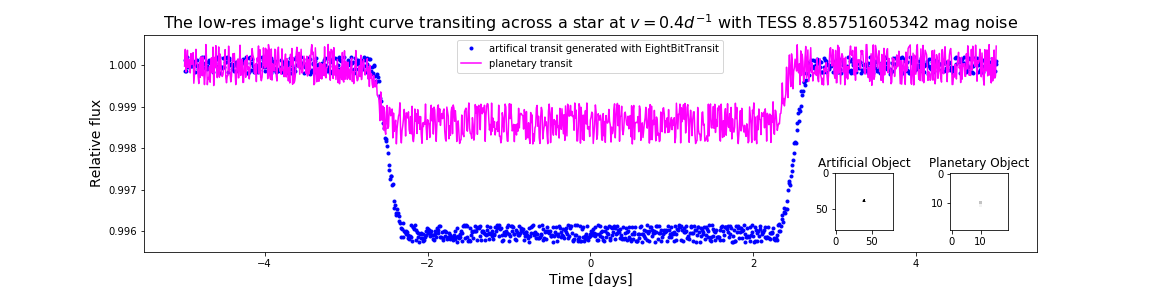 The low-res image's light curve transiting across a star at v = 0.4d⁻¹ with TESS 8.85751605342 mag noise
artifical transit generated with EightBitTransit
planetary transit
Relative flux
1.000
0.999
0.998
0.997
0.996
Artificial Object
0
50
0 50
Planetary Object
0
10
0 10
−4 −2 0 2 4
Time [days]